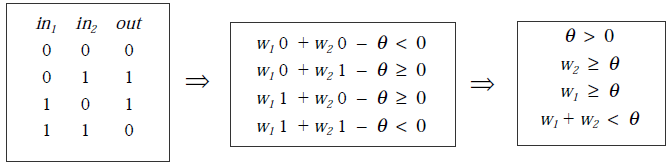 in₁ in₂ out
0 0 0
0 1 1
1 0 1
1 1 0
⇒
w₁ 0 + w₂ 0 – θ < 0
w₁ 0 + w₂ 1 – θ ≥ 0
w₁ 1 + w₂ 0 – θ ≥ 0
w₁ 1 + w₂ 1 – θ < 0
⇒
θ > 0
w₂ ≥ θ
w₁ ≥ θ
w₁ + w₂ < θ